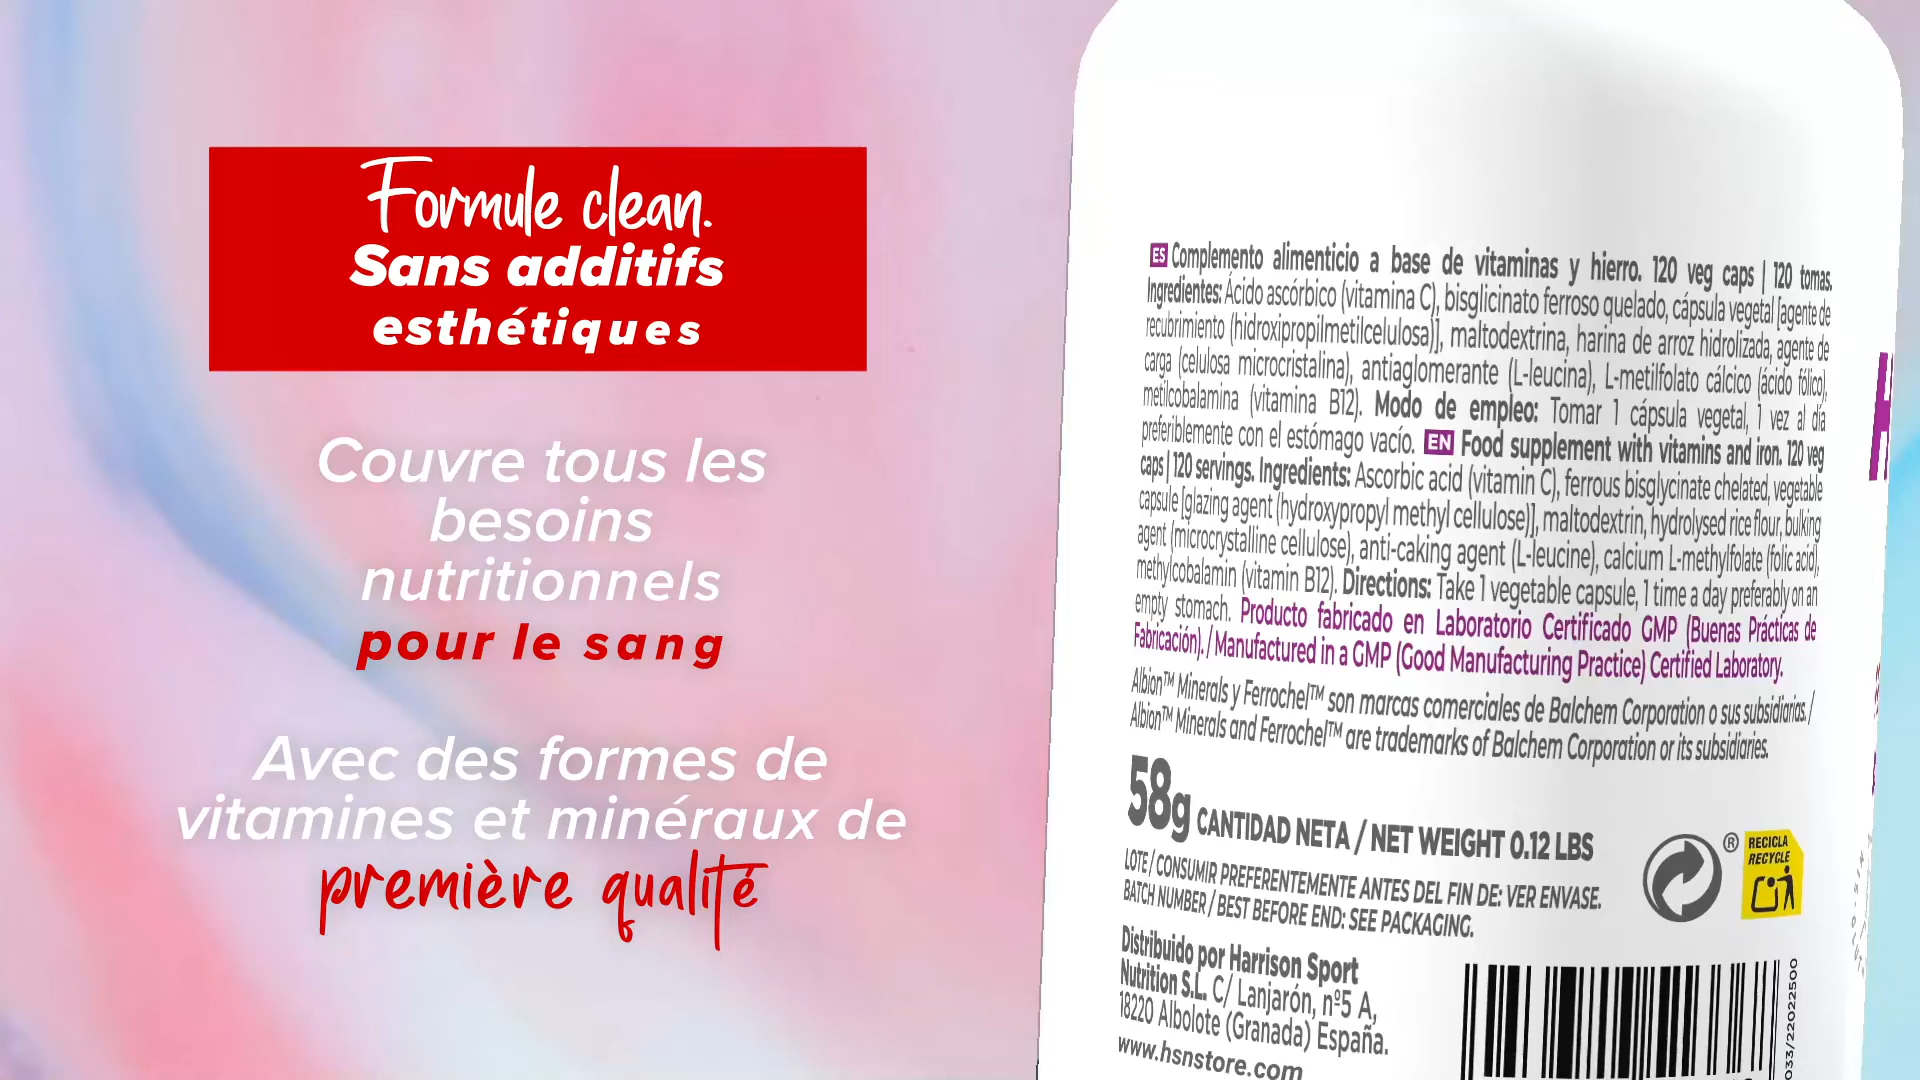 Formule clean.
Sans additifs
esthétiques
Couvre tous les
besoins
nutritionnels
pour le sang
Avec des formes de
vitamines et minéraux de
première qualité
ES Complemento alimenticio a base de vitaminas y hierro. 120 veg caps | 120 tomas.
Ingredientes: Ácido ascórbico (vitamina C), bisglicinato ferroso quelado, cápsula vegetal [agente de
recubrimiento (hidroxipropilmetilcelulosa)], maltodextrina, harina de arroz hidrolizada, agente de
carga (celulosa microcristalina), antiaglomerante (L-leucina), L-metilfolato cálcico (ácido fólico),
metilcobalamina (vitamina B12). Modo de empleo: Tomar 1 cápsula vegetal, 1 vez al día
preferiblemente con el estómago vacío. EN Food supplement with vitamins and iron. 120 veg
caps | 120 servings. Ingredients: Ascorbic acid (vitamin C), ferrous bisglycinate chelated, vegetable
capsule [glazing agent (hydroxypropyl methyl cellulose)], maltodextrin, hydrolysed rice flour, bulking
agent (microcrystalline cellulose), anti-caking agent (L-leucine), calcium L-methylfolate (folic acid),
methylcobalamin (vitamin B12). Directions: Take 1 vegetable capsule, 1 time a day preferably on an
empty stomach. Producto fabricado en Laboratorio Certificado GMP (Buenas Prácticas de
Fabricación). / Manufactured in a GMP (Good Manufacturing Practice) Certified Laboratory.
Albion™ Minerals y Ferrochel™ son marcas comerciales de Balchem Corporation o sus subsidiarias. /
Albion™ Minerals and Ferrochel™ are trademarks of Balchem Corporation or its subsidiaries.
58g CANTIDAD NETA / NET WEIGHT 0.12 LBS
LOTE / CONSUMIR PREFERENTEMENTE ANTES DEL FIN DE: VER ENVASE.
BATCH NUMBER / BEST BEFORE END: SEE PACKAGING.
®
RECICLA
RECYCLE
Distribuido por Harrison Sport
Nutrition S.L. C/ Lanjarón, nº5 A,
18220 Albolote (Granada) España.
www.hsnstore.com
033/22022500